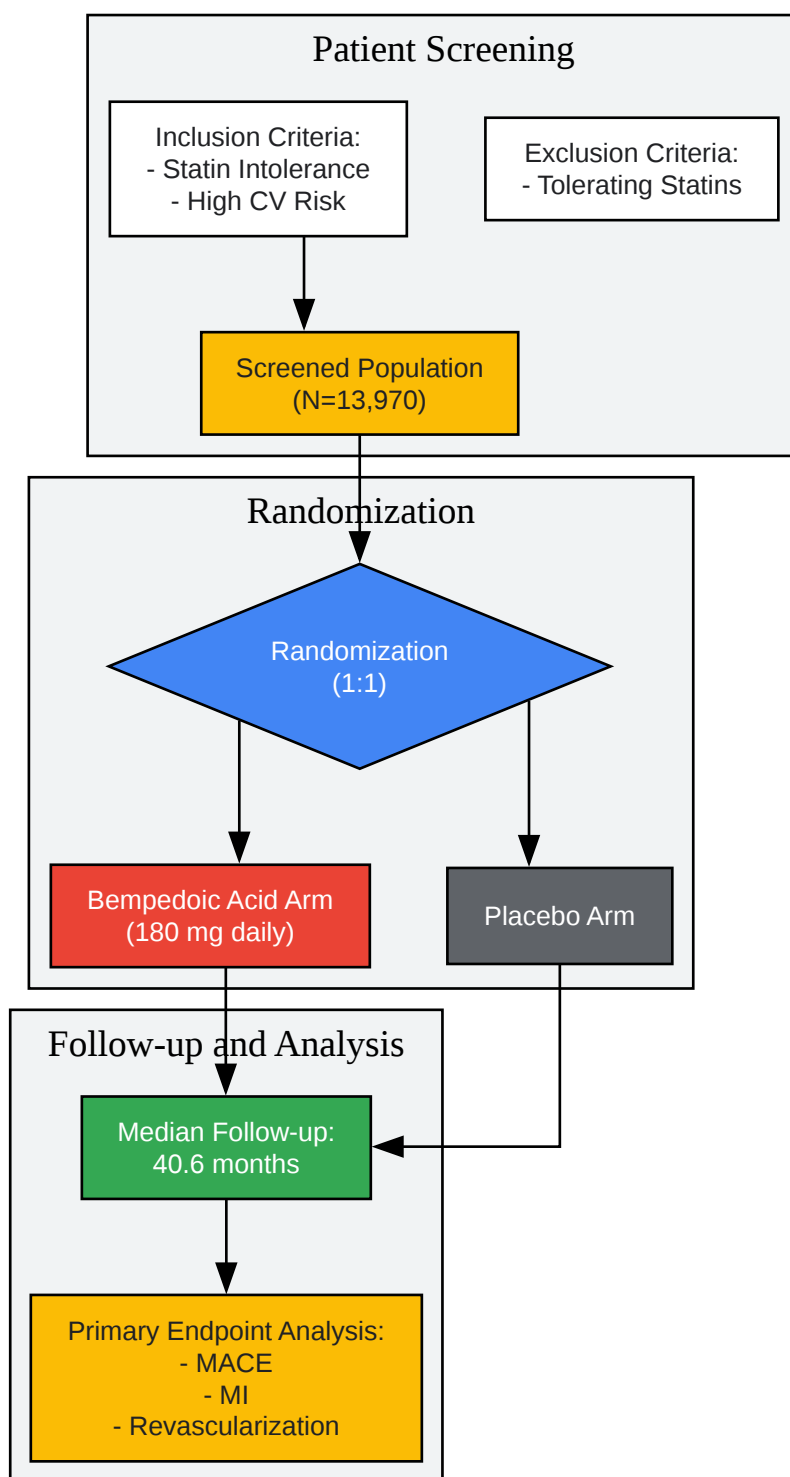 Patient Screening
Inclusion Criteria:
- Statin Intolerance
- High CV Risk
Exclusion Criteria:
- Tolerating Statins
Screened Population
(N=13,970)
Randomization
Randomization
(1:1)
Bempedoic Acid Arm
(180 mg daily)
Placebo Arm
Follow-up and Analysis
Median Follow-up:
40.6 months
Primary Endpoint Analysis:
- MACE
- MI
- Revascularization